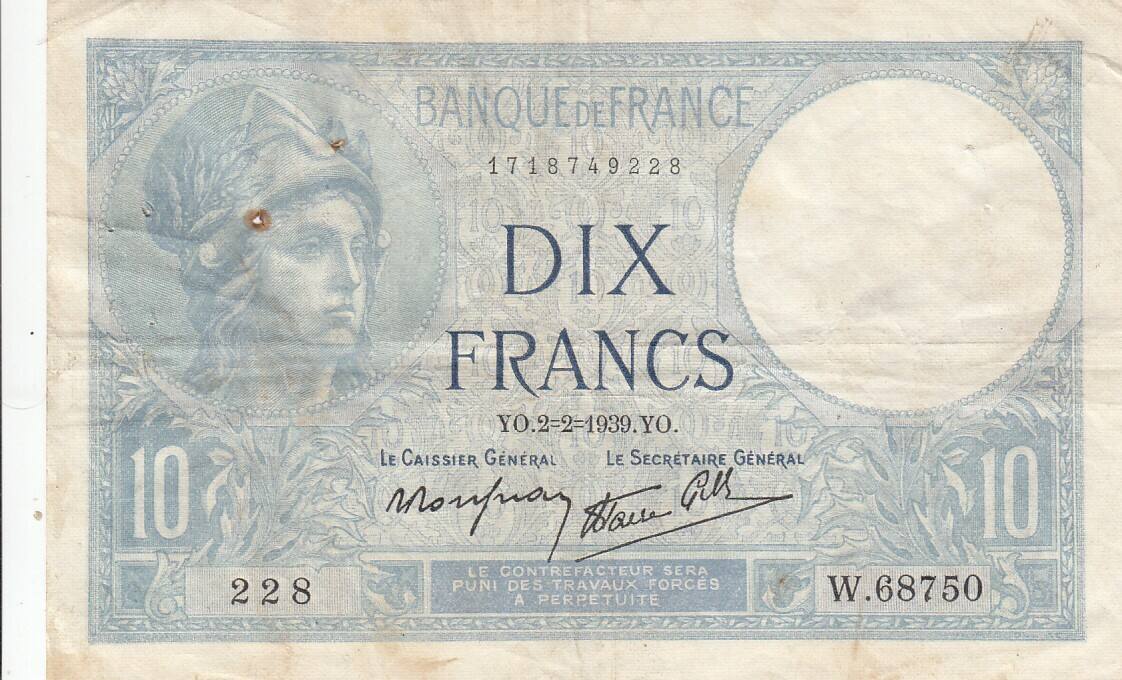 BANQUE DE FRANCE
1718749228
DIX
FRANCS
YO.2=2=1939.YO.
LE CAISSIER GÉNÉRAL LE SECRÉTAIRE GÉNÉRAL
10 10
LE CONTREFACTEUR SERA
PUNI DES TRAVAUX FORCÉS
À PERPÉTUITÉ
228 W.68750